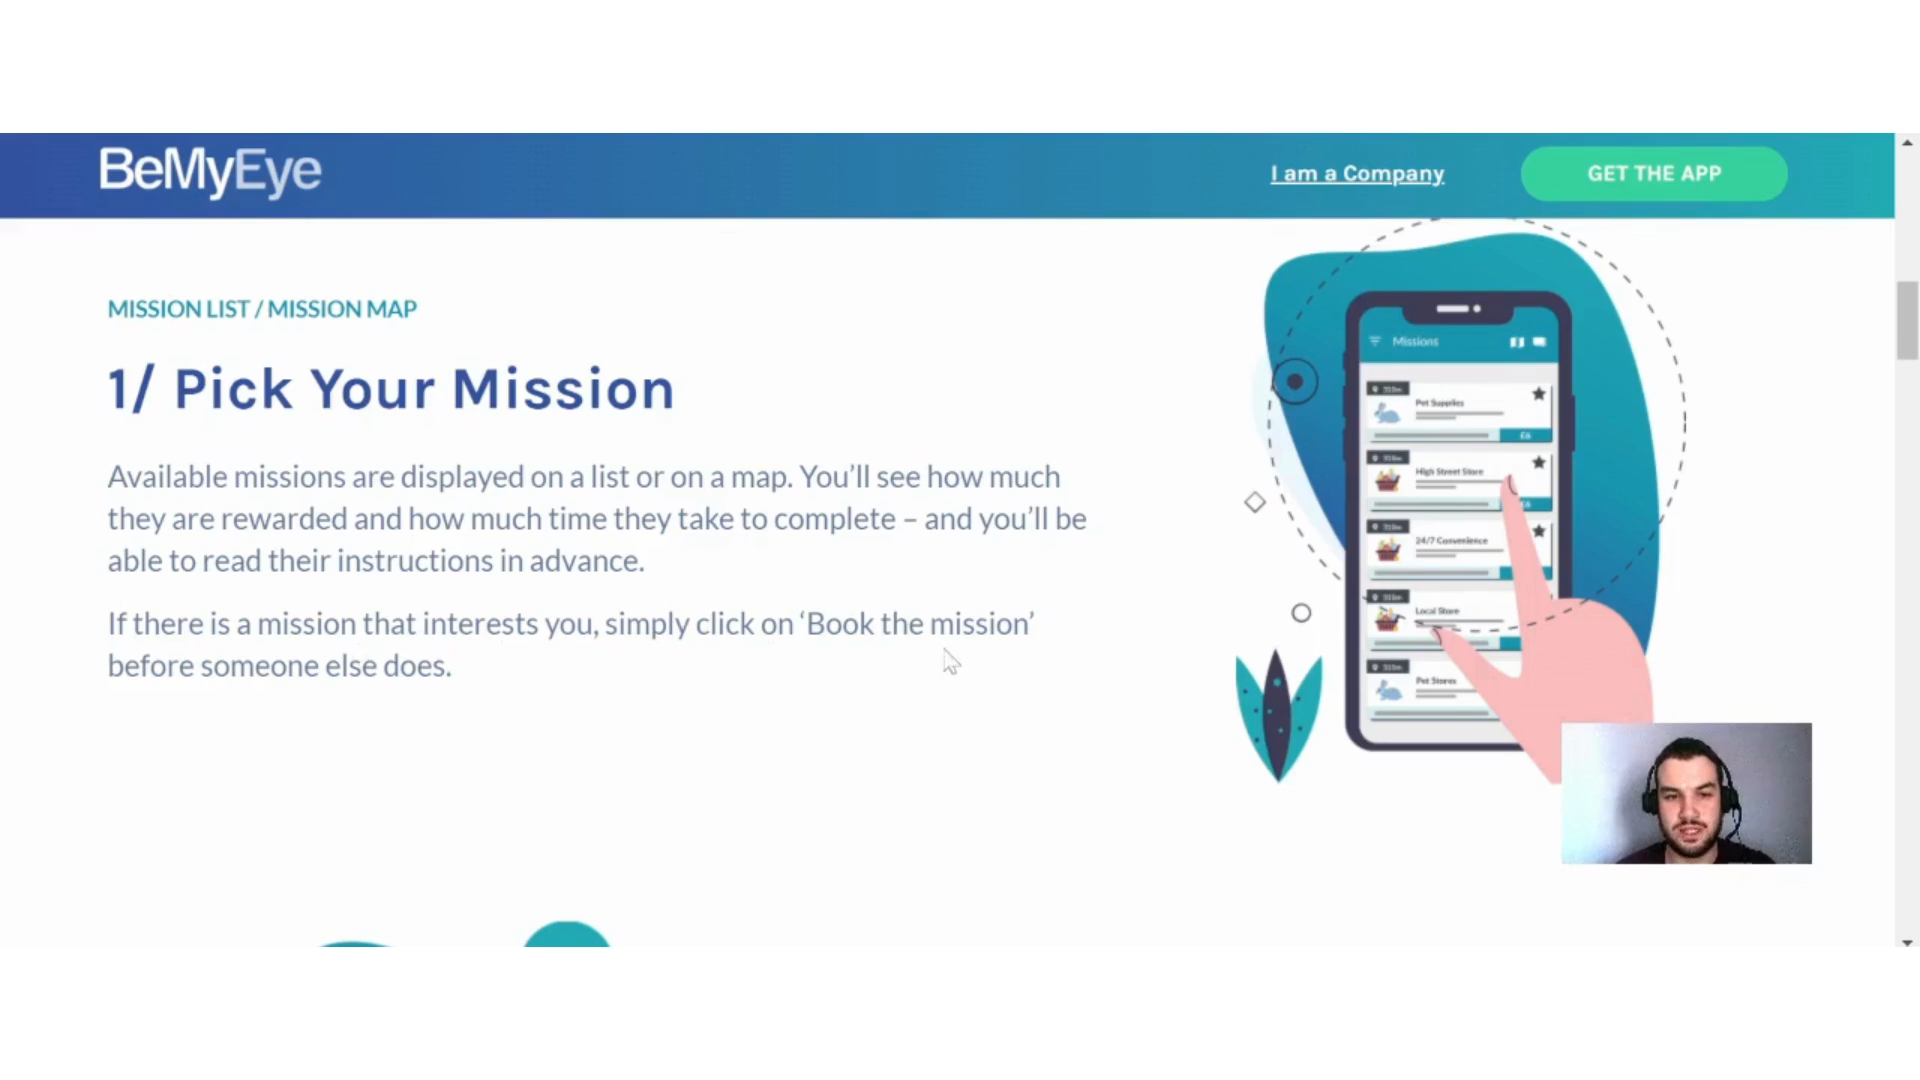 BeMyEye
I am a Company
GET THE APP
MISSION LIST / MISSION MAP
1/ Pick Your Mission
Available missions are displayed on a list or on a map. You’ll see how much
they are rewarded and how much time they take to complete – and you’ll be
able to read their instructions in advance.
If there is a mission that interests you, simply click on ‘Book the mission’
before someone else does.
Missions
Pet Supplies
£6
High Street Store
24/7 Convenience
Local Store
Pet Stores